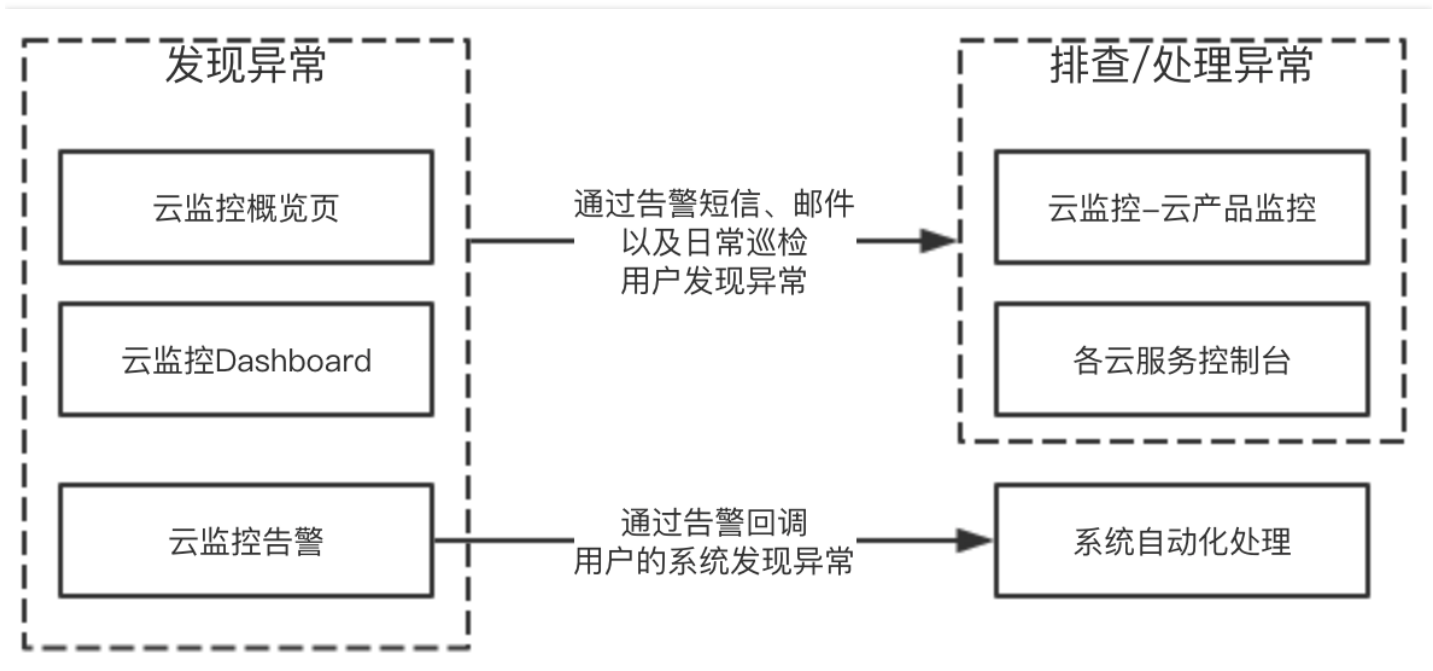 发现异常
云监控概览页
云监控Dashboard
云监控告警
通过告警短信、邮件
以及日常巡检
用户发现异常
通过告警回调
用户的系统发现异常
排查/处理异常
云监控-云产品监控
各云服务控制台
系统自动化处理